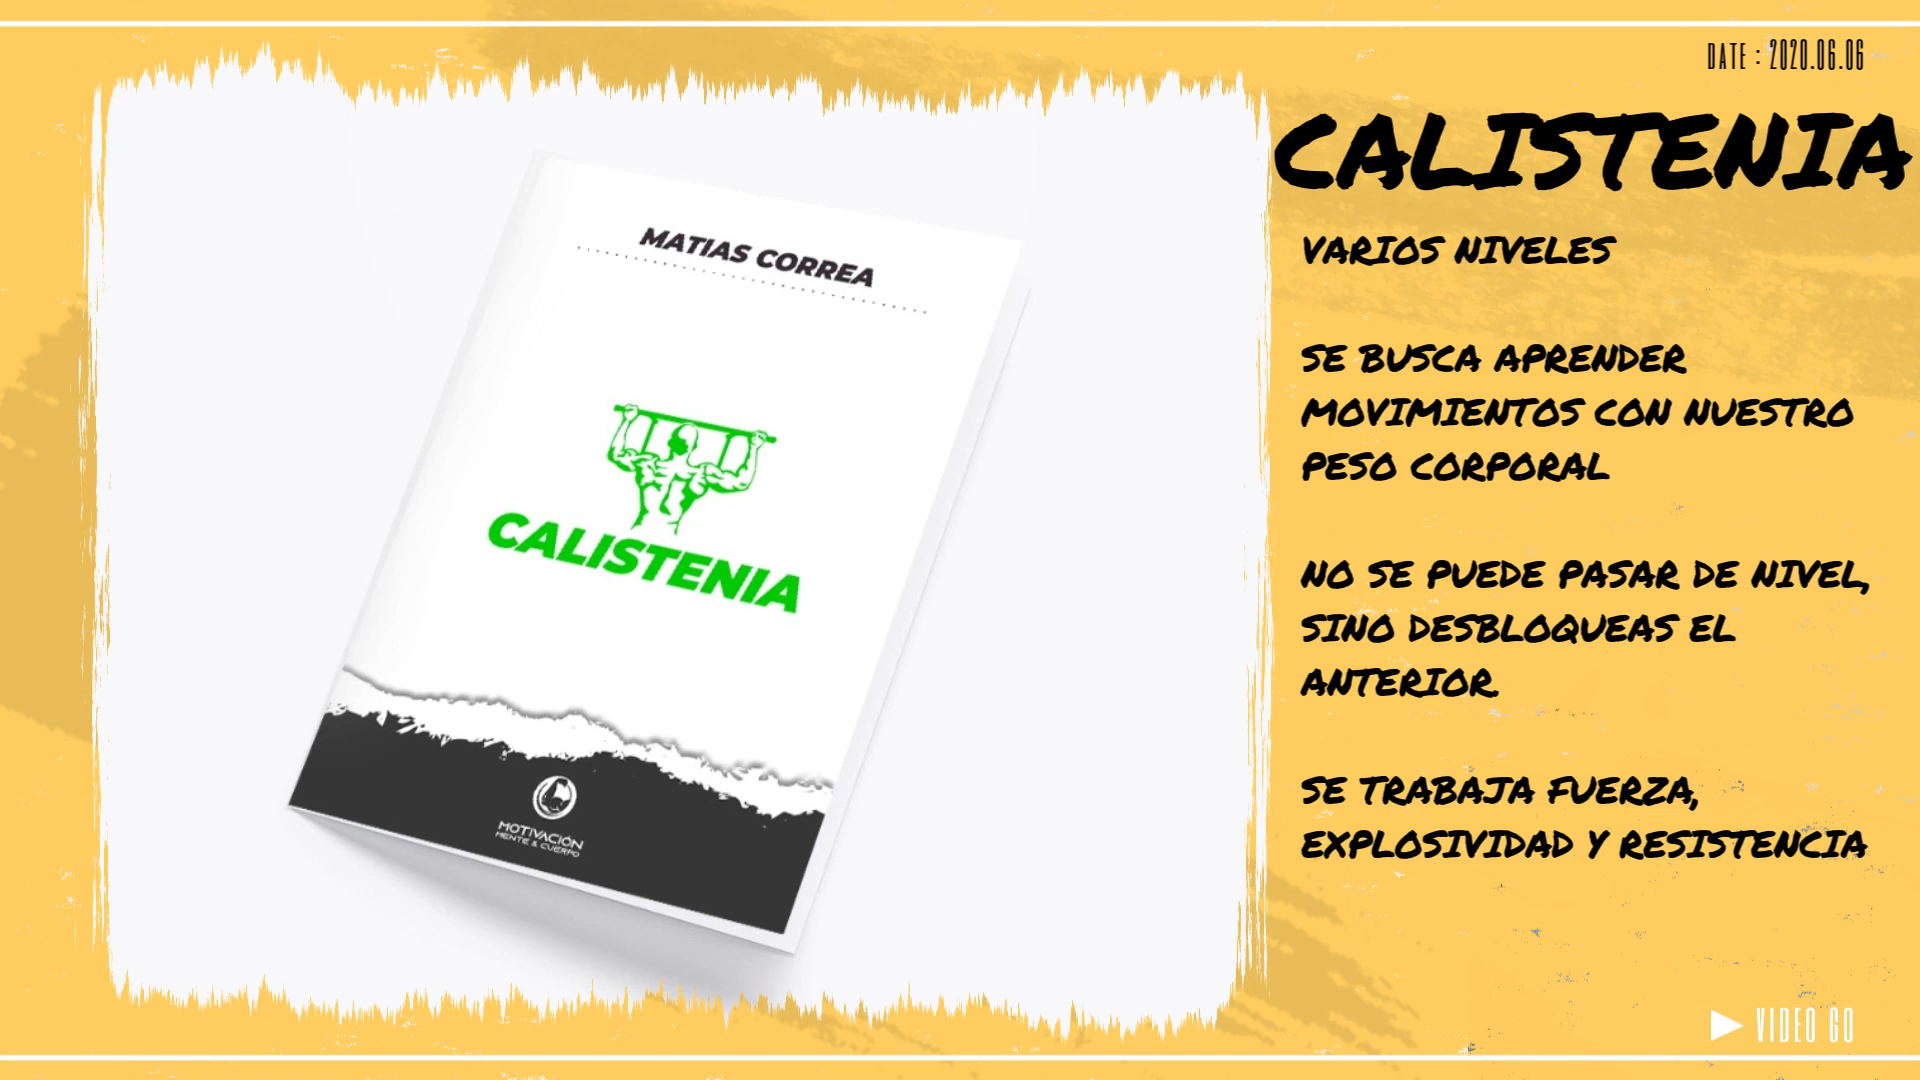 DATE : 2020.06.06
CALISTENIA
VARIOS NIVELES
SE BUSCA APRENDER
MOVIMIENTOS CON NUESTRO
PESO CORPORAL
NO SE PUEDE PASAR DE NIVEL,
SINO DESBLOQUEAS EL
ANTERIOR.
SE TRABAJA FUERZA,
EXPLOSIVIDAD Y RESISTENCIA
VIDEO GO
MATIAS CORREA
CALISTENIA
MOTIVACIÓN
MENTE & CUERPO